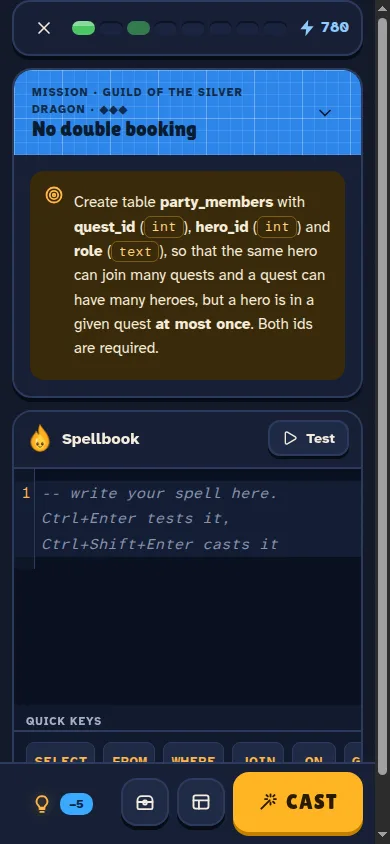 780
MISSION · GUILD OF THE SILVER
DRAGON · ◆◆◆
No double booking
Create table party_members with
quest_id (int), hero_id (int) and
role (text), so that the same hero
can join many quests and a quest can
have many heroes, but a hero is in a
given quest at most once. Both ids
are required.
Spellbook
Test
1 -- write your spell here.
Ctrl+Enter tests it,
Ctrl+Shift+Enter casts it
QUICK KEYS
SELECT FROM WHERE JOIN ON
-5
CAST